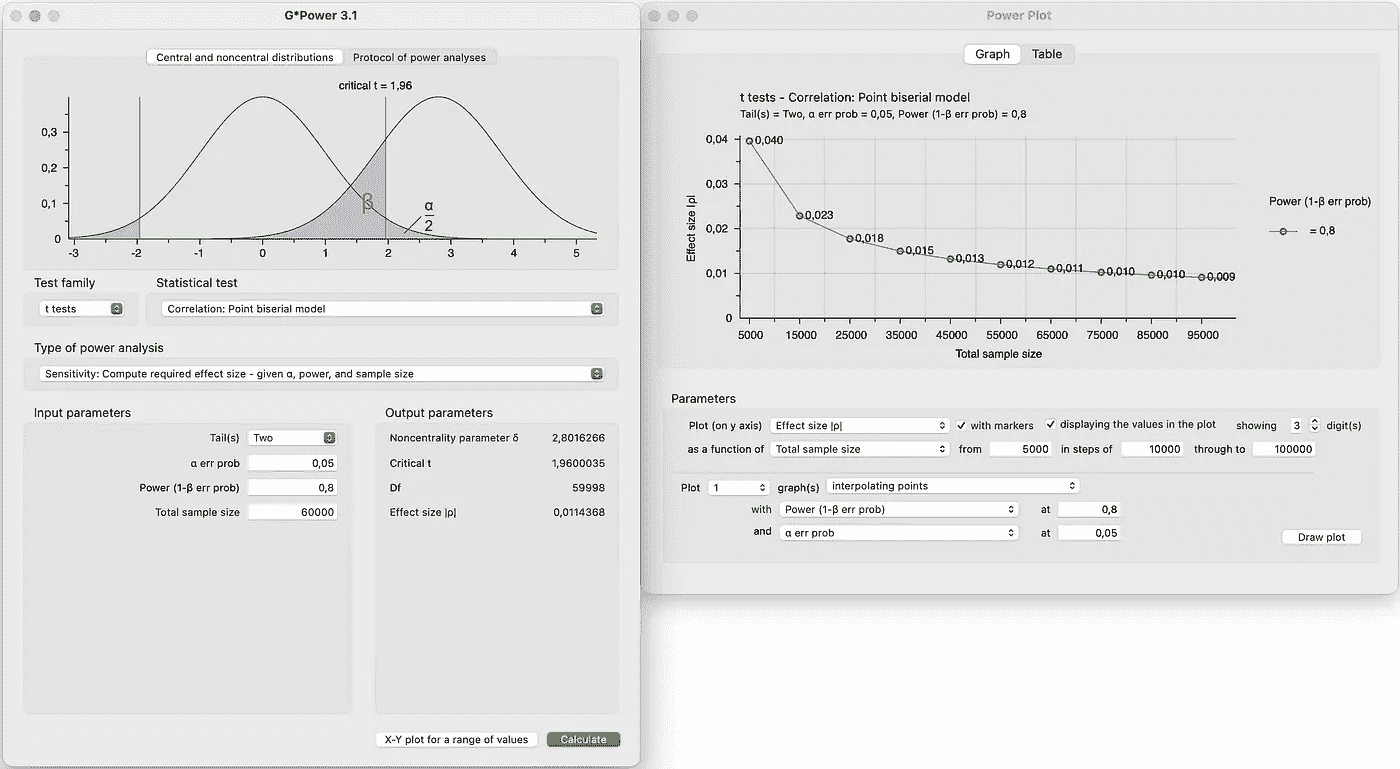 G*Power 3.1
Central and noncentral distributions Protocol of power analyses
critical t = 1,96
0,3
0,2
0,1
0
β
α
2
-3 -2 -1 0 1 2 3 4 5
Test family Statistical test
t tests Correlation: Point biserial model
Type of power analysis
Sensitivity: Compute required effect size - given α, power, and sample size
Input parameters
Tail(s) Two
α err prob 0,05
Power (1-β err prob) 0,8
Total sample size 60000
Output parameters
Noncentrality parameter δ 2,8016266
Critical t 1,9600035
Df 59998
Effect size |ρ| 0,0114368
X-Y plot for a range of values Calculate
Power Plot
Graph Table
t tests - Correlation: Point biserial model
Tail(s) = Two, α err prob = 0,05, Power (1-β err prob) = 0,8
0,04
0,03
0,02
0,01
0
Effect size |ρ|
0,040
0,023
0,018
0,015
0,013
0,012
0,011
0,010
0,010
0,009
5000 15000 25000 35000 45000 55000 65000 75000 85000 95000
Total sample size
Power (1-β err prob)
= 0,8
Parameters
Plot (on y axis) Effect size |ρ| with markers displaying the values in the plot showing 3 digit(s)
as a function of Total sample size from 5000 in steps of 10000 through to 100000
Plot 1 graph(s) interpolating points
with Power (1-β err prob) at 0,8
and α err prob at 0,05
Draw plot